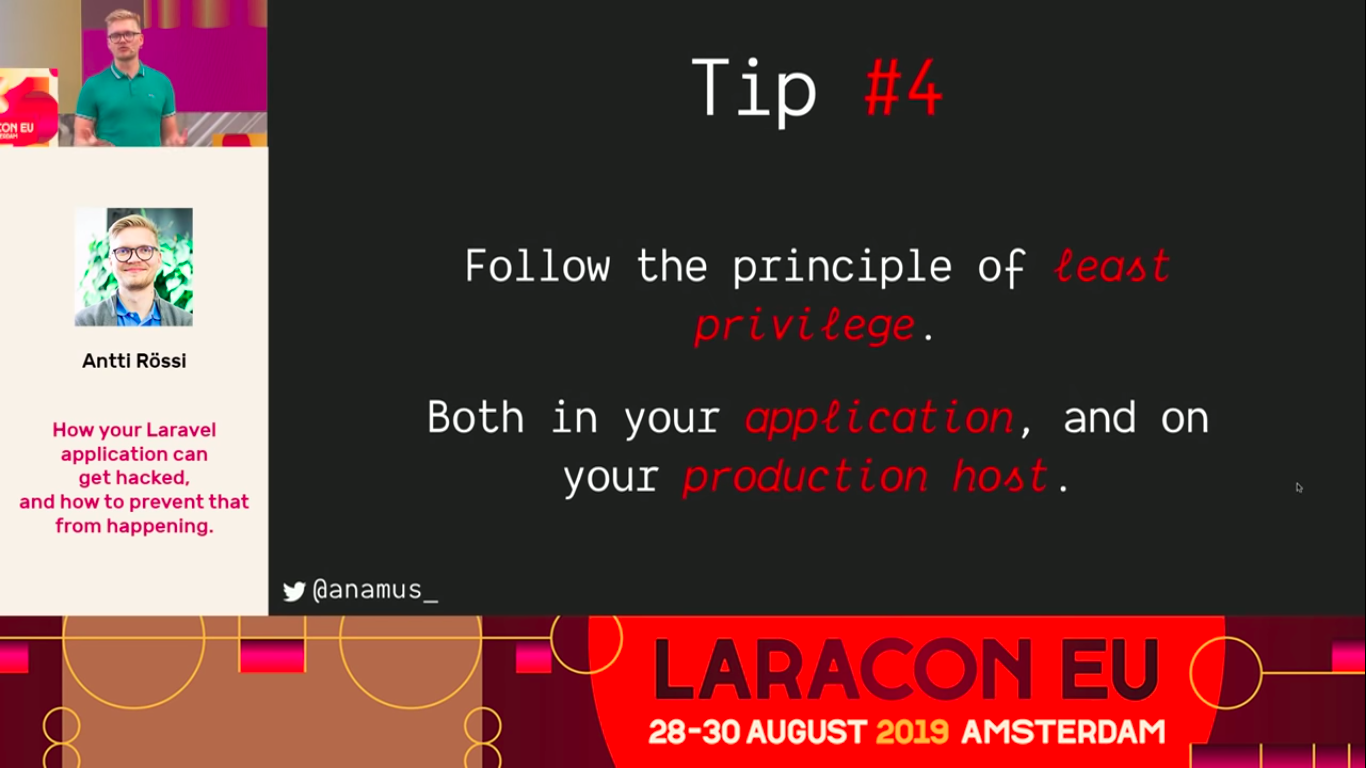 Tip #4
Follow the principle of least
privilege.
Both in your application, and on
your production host.
@anamus_
CON EU
Antti Rössi
How your Laravel
application can
get hacked,
and how to prevent that
from happening.
LARACON EU
28-30 AUGUST 2019 AMSTERDAM